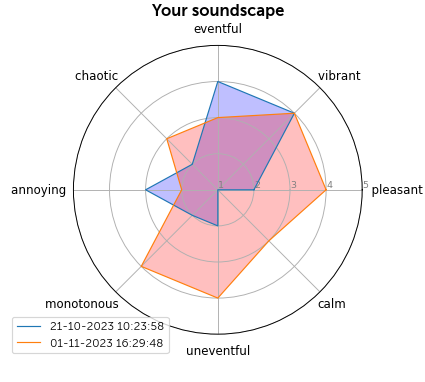 Your soundscape
eventful
chaotic
vibrant
annoying
1 2 3 4 5
pleasant
monotonous
calm
uneventful
21-10-2023 10:23:58
01-11-2023 16:29:48